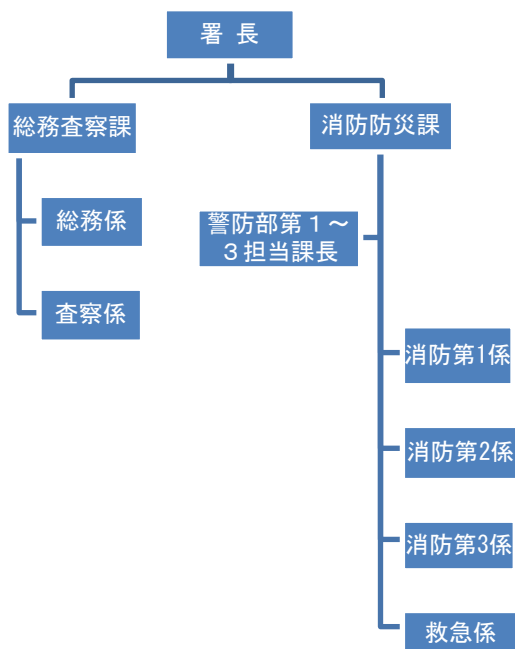 署 長
総務査察課
総務係
査察係
消防防災課
警防部第１～
３担当課長
消防第1係
消防第2係
消防第3係
救急係